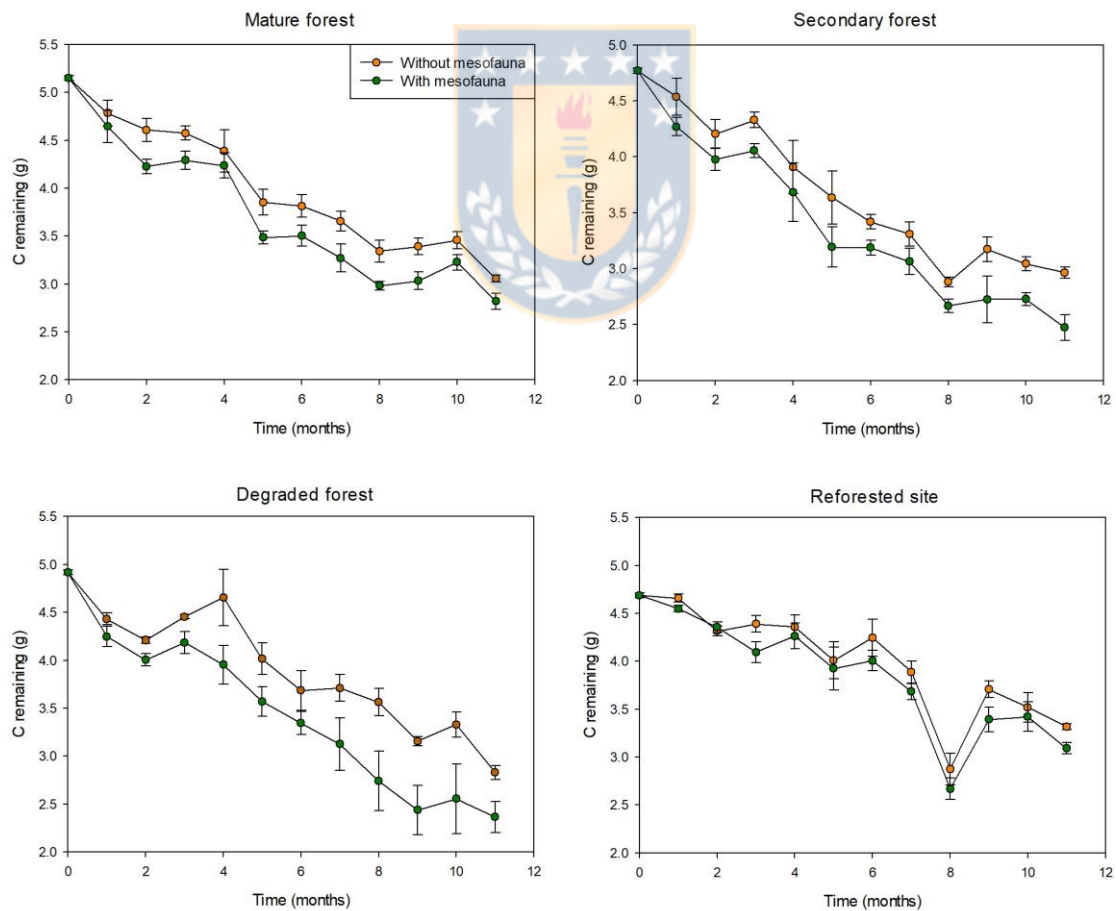 Mature forest
Without mesofauna
With mesofauna
C remaining (g)
5.5
5.0
4.5
4.0
3.5
3.0
2.5
2.0
0 2 4 6 8 10 12
Time (months)
Secondary forest
C remaining (g)
5.0
4.5
4.0
3.5
3.0
2.5
2.0
0 2 4 6 8 10 12
Time (months)
Degraded forest
C remaining (g)
5.5
5.0
4.5
4.0
3.5
3.0
2.5
2.0
0 2 4 6 8 10 12
Time (months)
Reforested site
C remaining (g)
5.5
5.0
4.5
4.0
3.5
3.0
2.5
2.0
0 2 4 6 8 10 12
Time (months)